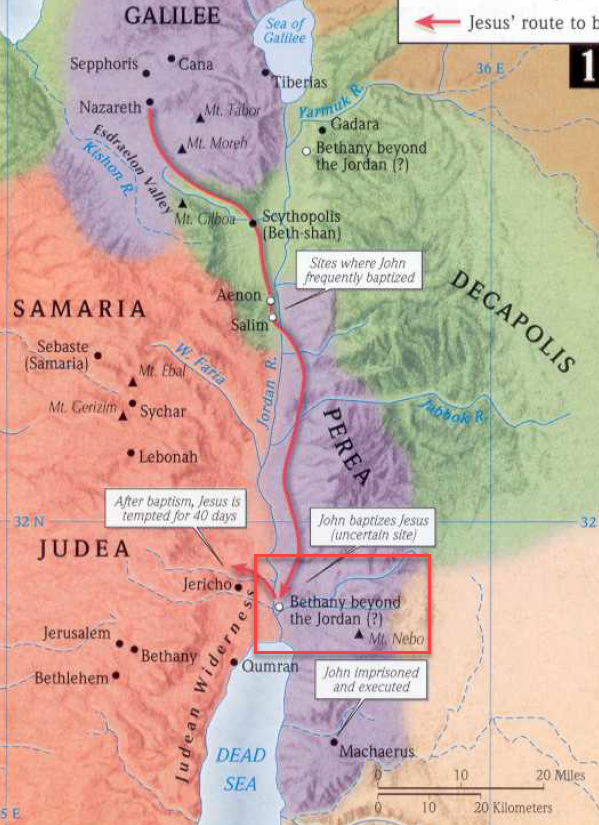 GALILEE
Sea of
Galilee
Jesus' route to b
36 E
1
Sepphoris
Cana
Tiberias
Nazareth
Mt. Tabor
Yarmuk R.
Gadara
Mt. Moreh
Bethany beyond
the Jordan (?)
Esdraelon Valley
Kishon R.
Mt. Gilboa
Scythopolis
(Beth-shan)
Sites where John
frequently baptized
DECAPOLIS
Aenon
Salim
SAMARIA
Sebaste
(Samaria)
Mt. Ebal
W. Faria
Jordan R.
Mt. Gerizim
Sychar
Jabbok R.
PEREA
Lebonah
After baptism, Jesus is
tempted for 40 days
32 N
John baptizes Jesus
(uncertain site)
32
JUDEA
Jericho
Bethany beyond
the Jordan (?)
Mt. Nebo
Jerusalem
Bethany
Judean Wilderness
Qumran
Bethlehem
John imprisoned
and executed
DEAD
SEA
Machaerus
0 10 20 Miles
0 10 20 Kilometers
5 E